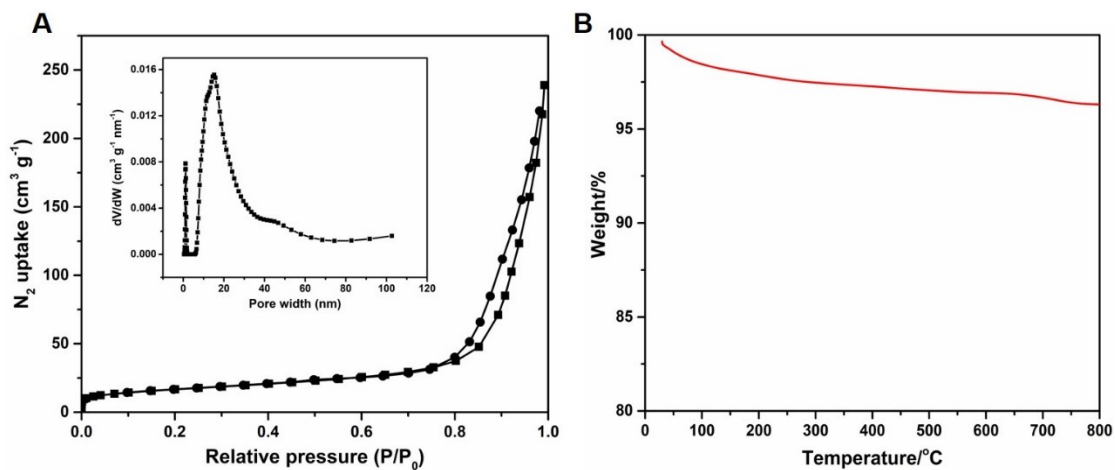 A
N2 uptake (cm3 g-1)
250
200
150
100
50
0
0.0 0.2 0.4 0.6 0.8 1.0
Relative pressure (P/P0)
dV/dW (cm3 g-1 nm-1)
0.016
0.012
0.008
0.004
0.000
0 20 40 60 80 100 120
Pore width (nm)
B
Weight/%
100
95
90
85
80
0 100 200 300 400 500 600 700 800
Temperature/oC